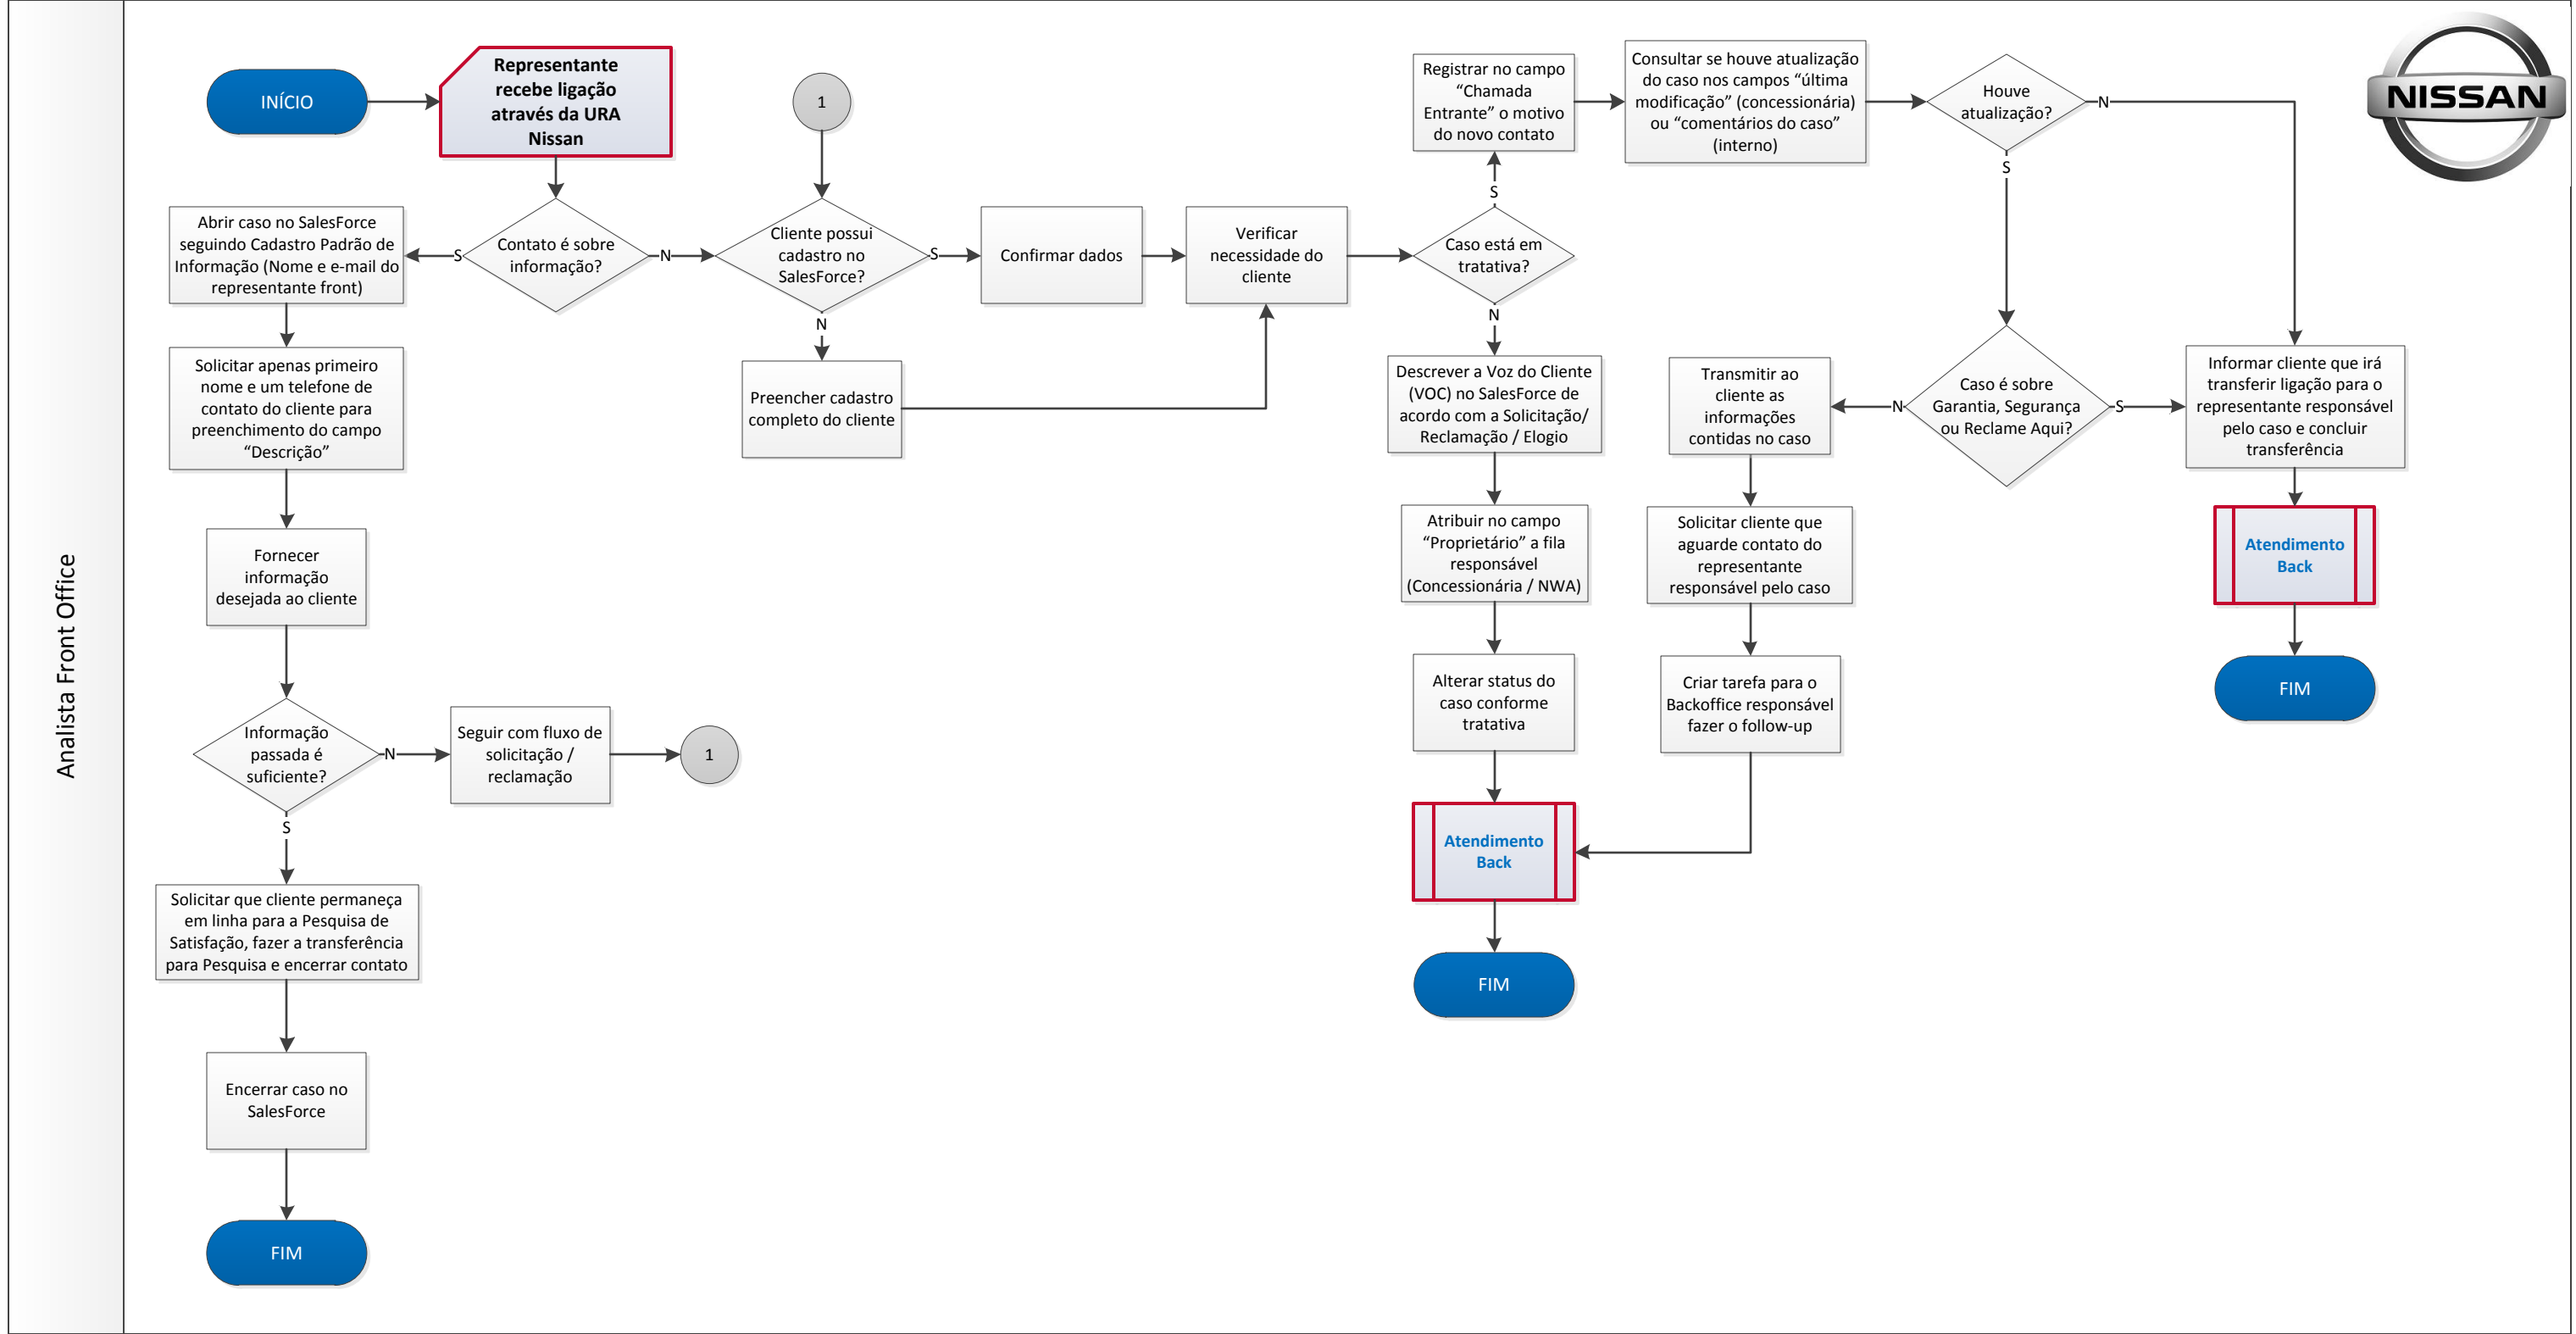 Analista Front Office
INÍCIO
Representante
recebe ligação
através da URA
Nissan
Contato é sobre
informação?
S
N
Abrir caso no SalesForce
seguindo Cadastro Padrão de
Informação (Nome e e-mail do
representante front)
Solicitar apenas primeiro
nome e um telefone de
contato do cliente para
preenchimento do campo
“Descrição”
Fornecer
informação
desejada ao cliente
Informação
passada é
suficiente?
N
Seguir com fluxo de
solicitação /
reclamação
1
S
Solicitar que cliente permaneça
em linha para a Pesquisa de
Satisfação, fazer a transferência
para Pesquisa e encerrar contato
Encerrar caso no
SalesForce
FIM
1
Cliente possui
cadastro no
SalesForce?
S
N
Preencher cadastro
completo do cliente
Confirmar dados
Verificar
necessidade do
cliente
Caso está em
tratativa?
S
N
Registrar no campo
“Chamada
Entrante” o motivo
do novo contato
Consultar se houve atualização
do caso nos campos “última
modificação” (concessionária)
ou “comentários do caso”
(interno)
Houve
atualização?
N
S
Descrever a Voz do Cliente
(VOC) no SalesForce de
acordo com a Solicitação/
Reclamação / Elogio
Atribuir no campo
“Proprietário” a fila
responsável
(Concessionária / NWA)
Alterar status do
caso conforme
tratativa
Atendimento
Back
FIM
Caso é sobre
Garantia, Segurança
ou Reclame Aqui?
N
S
Transmitir ao
cliente as
informações
contidas no caso
Solicitar cliente que
aguarde contato do
representante
responsável pelo caso
Criar tarefa para o
Backoffice responsável
fazer o follow-up
Informar cliente que irá
transferir ligação para o
representante responsável
pelo caso e concluir
transferência
Atendimento
Back
FIM
NISSAN